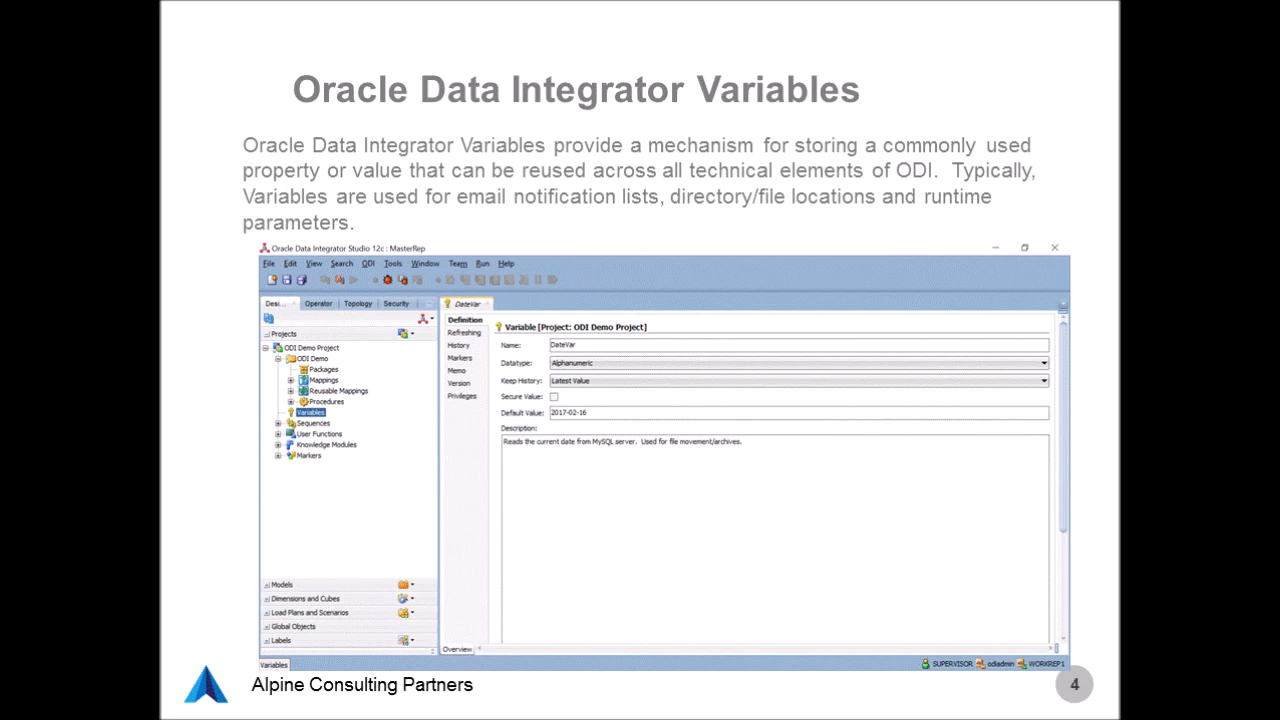 Oracle Data Integrator Variables
Oracle Data Integrator Variables provide a mechanism for storing a commonly used
property or value that can be reused across all technical elements of ODI. Typically,
Variables are used for email notification lists, directory/file locations and runtime
parameters.
Oracle Data Integrator Studio 12c : MasterRep
File Edit View Search ODI Tools Window Team Run Help
Desi... Operator Topology Security
DateVar
Projects
ODI Demo Project
ODI Demo
Packages
Mappings
Reusable Mappings
Procedures
Variables
Sequences
User Functions
Knowledge Modules
Markers
Models
Dimensions and Cubes
Load Plans and Scenarios
Global Objects
Labels
Definition
Refreshing
History
Markers
Memo
Version
Privileges
Variable [Project: ODI Demo Project]
Name: DateVar
Datatype: Alphanumeric
Keep History: Latest Value
Secure Value:
Default Value: 2017-02-16
Description:
Reads the current date from MySQL server. Used for file movement/archives.
Overview
Variables
SUPERVISOR odiadmin WORKREP1
Alpine Consulting Partners
4